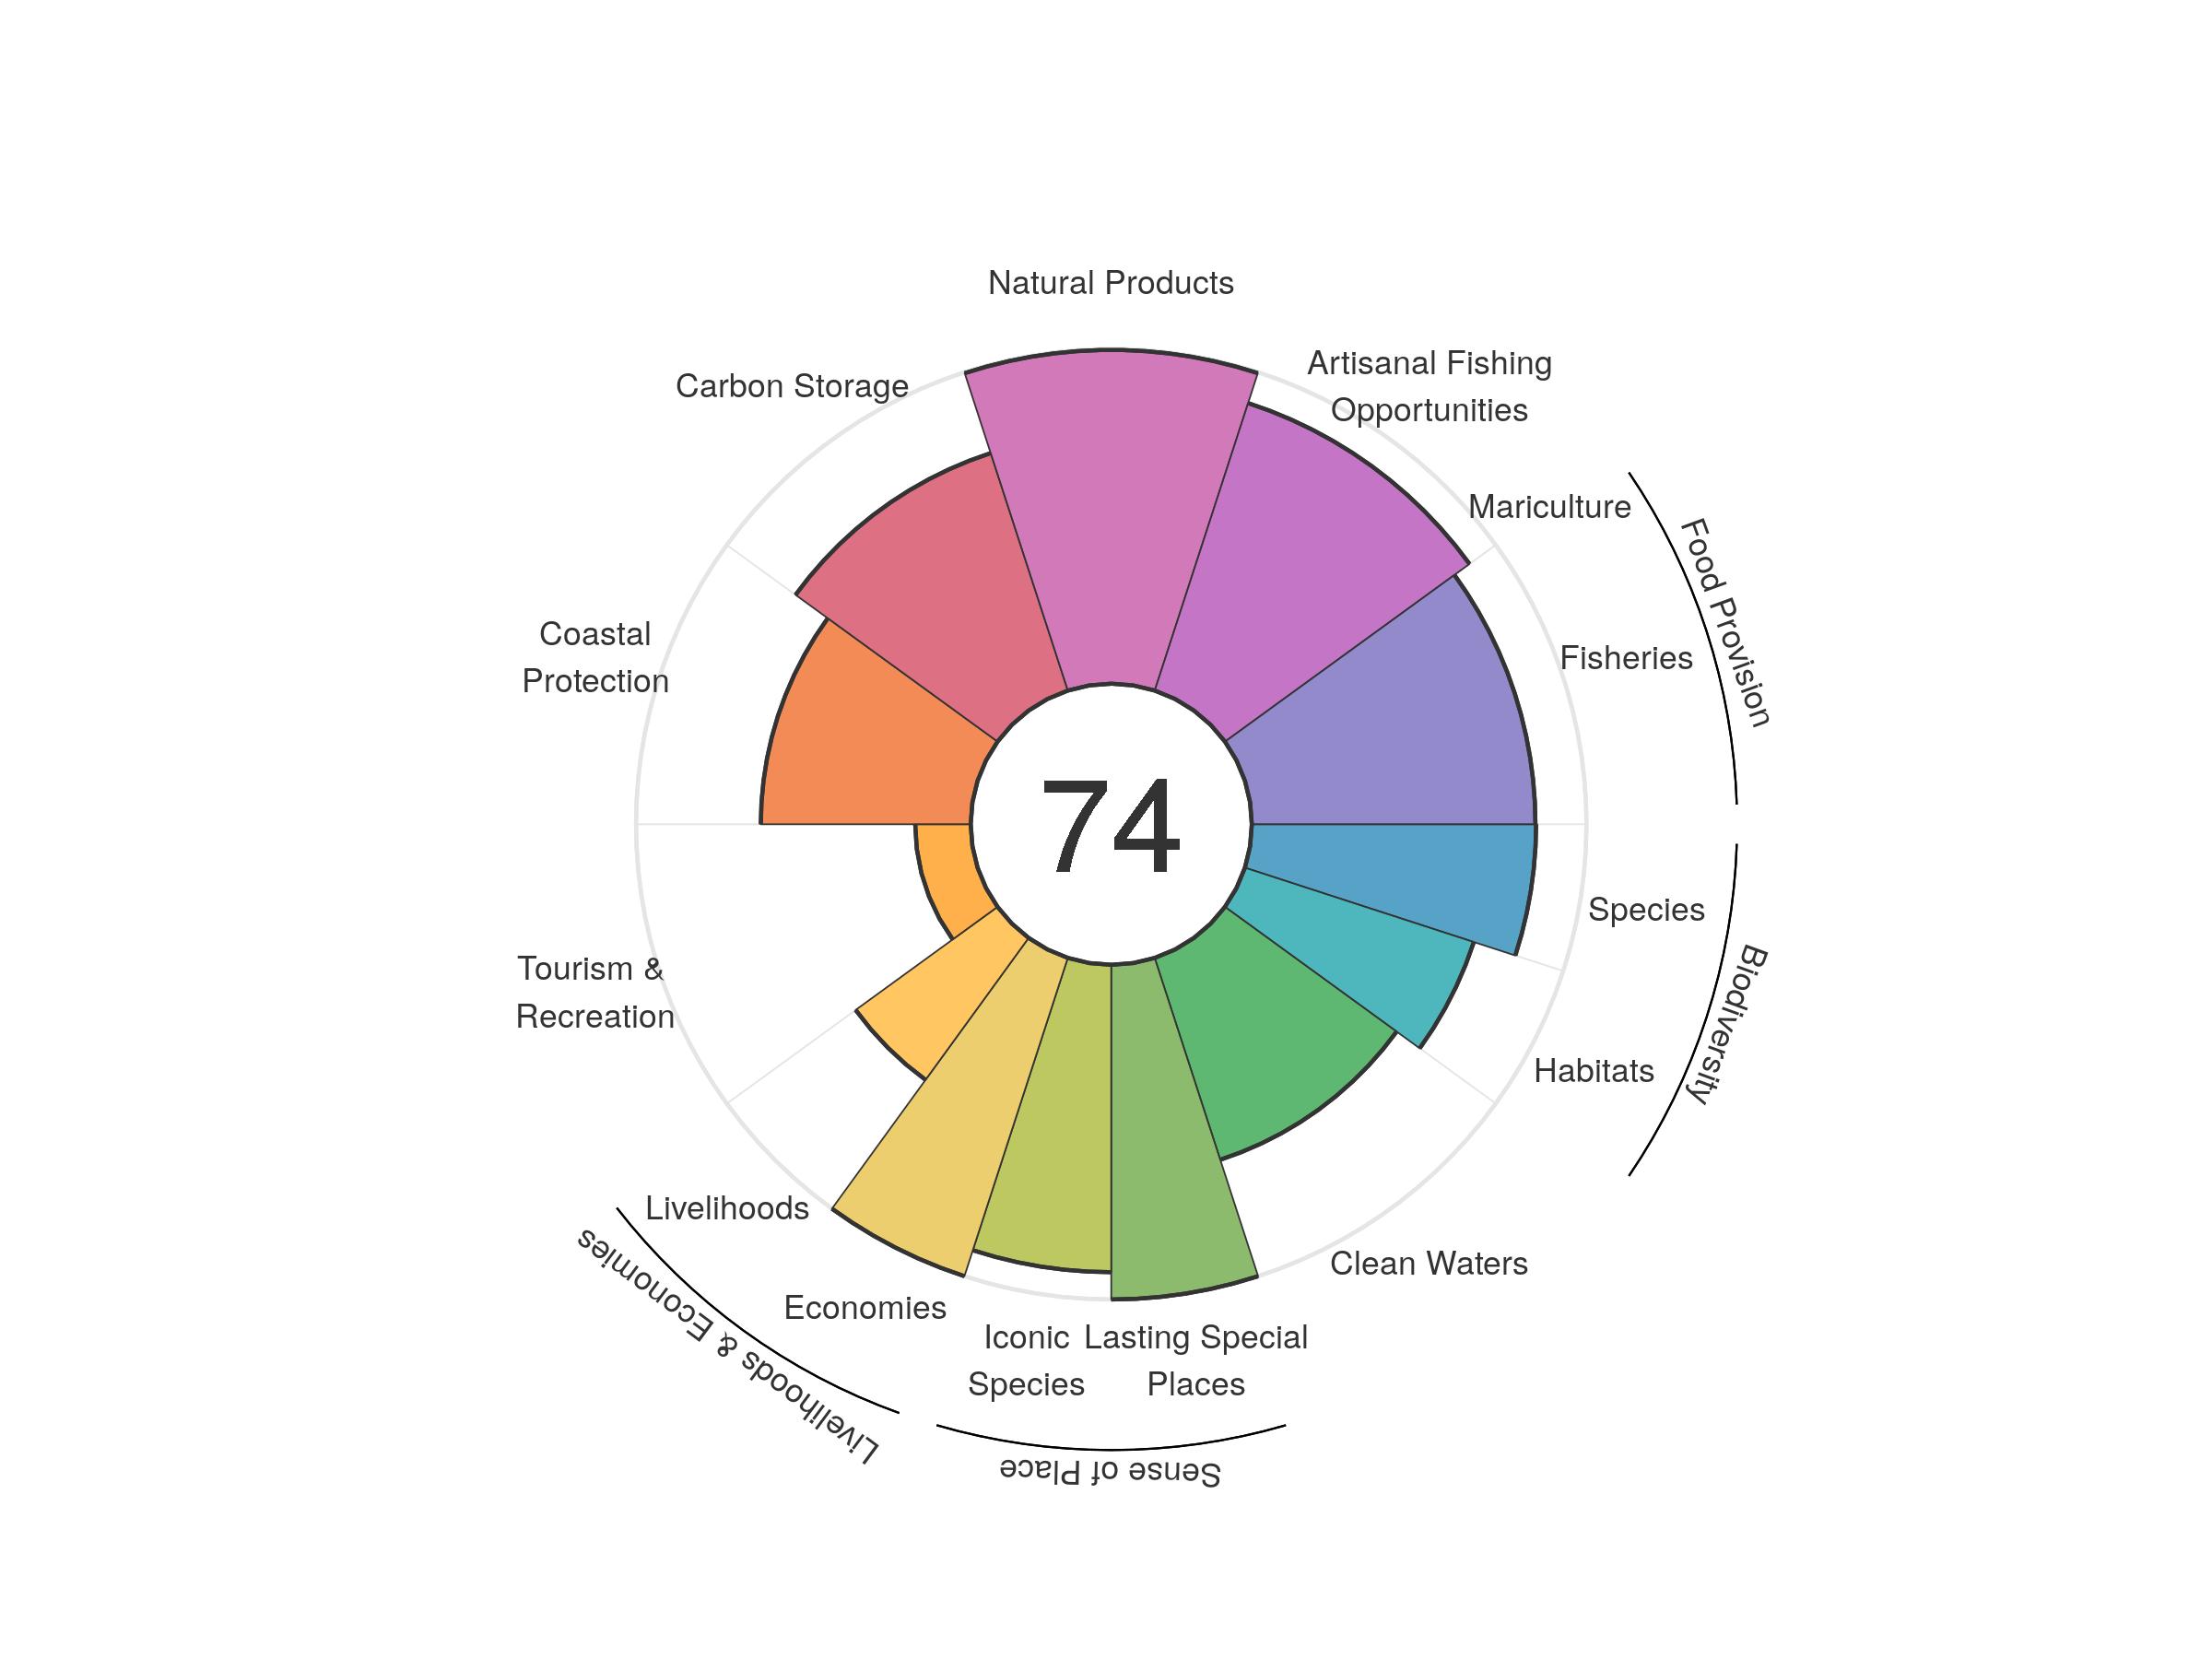 Natural Products
Carbon Storage
Artisanal Fishing
Opportunities
Mariculture
Food Provision
Fisheries
Coastal
Protection
74
Species
Biodiversity
Habitats
Tourism &
Recreation
Livelihoods
Livelihoods & Economies
Clean Waters
Economies
Iconic
Species
Lasting Special
Places
Sense of Place